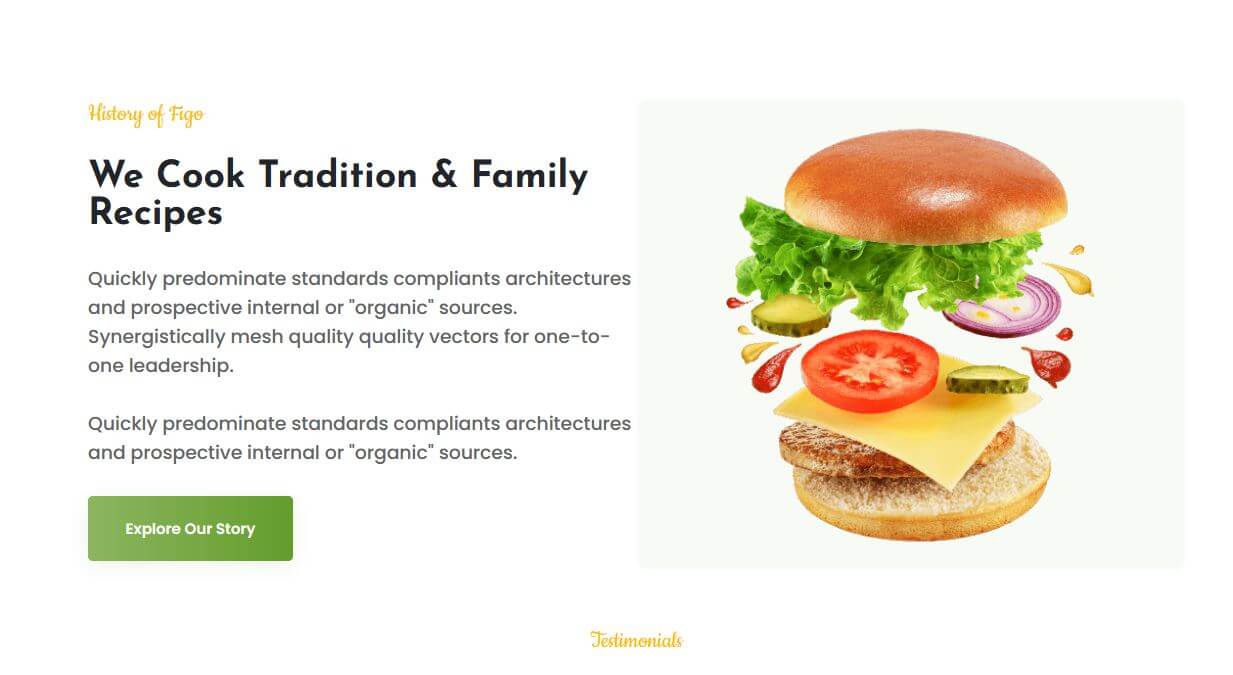 History of Figo
We Cook Tradition & Family
Recipes
Quickly predominate standards compliants architectures
and prospective internal or "organic" sources.
Synergistically mesh quality quality vectors for one-to-
one leadership.
Quickly predominate standards compliants architectures
and prospective internal or "organic" sources.
Explore Our Story
Testimonials